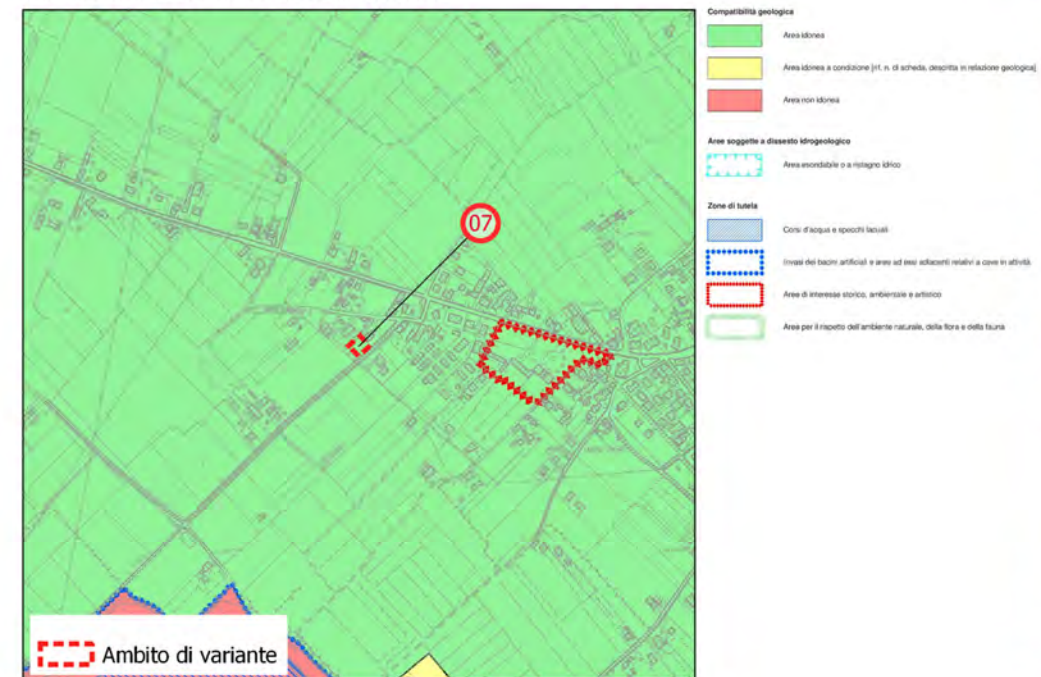 07
Ambito di variante
Compatibilità geologica
Area idonea
Area idonea a condizione [rif. n. di scheda, descritta in relazione geologica]
Area non idonea
Aree soggette a dissesto idrogeologico
Area esondabile o a ristagno idrico
Zone di tutela
Corsi d'acqua e specchi lacuali
Invasi dei bacini artificiali e aree ad essi adiacenti relativi a cave in attività
Aree di interesse storico, ambientale e artistico
Area per il rispetto dell'ambiente naturale, della flora e della fauna